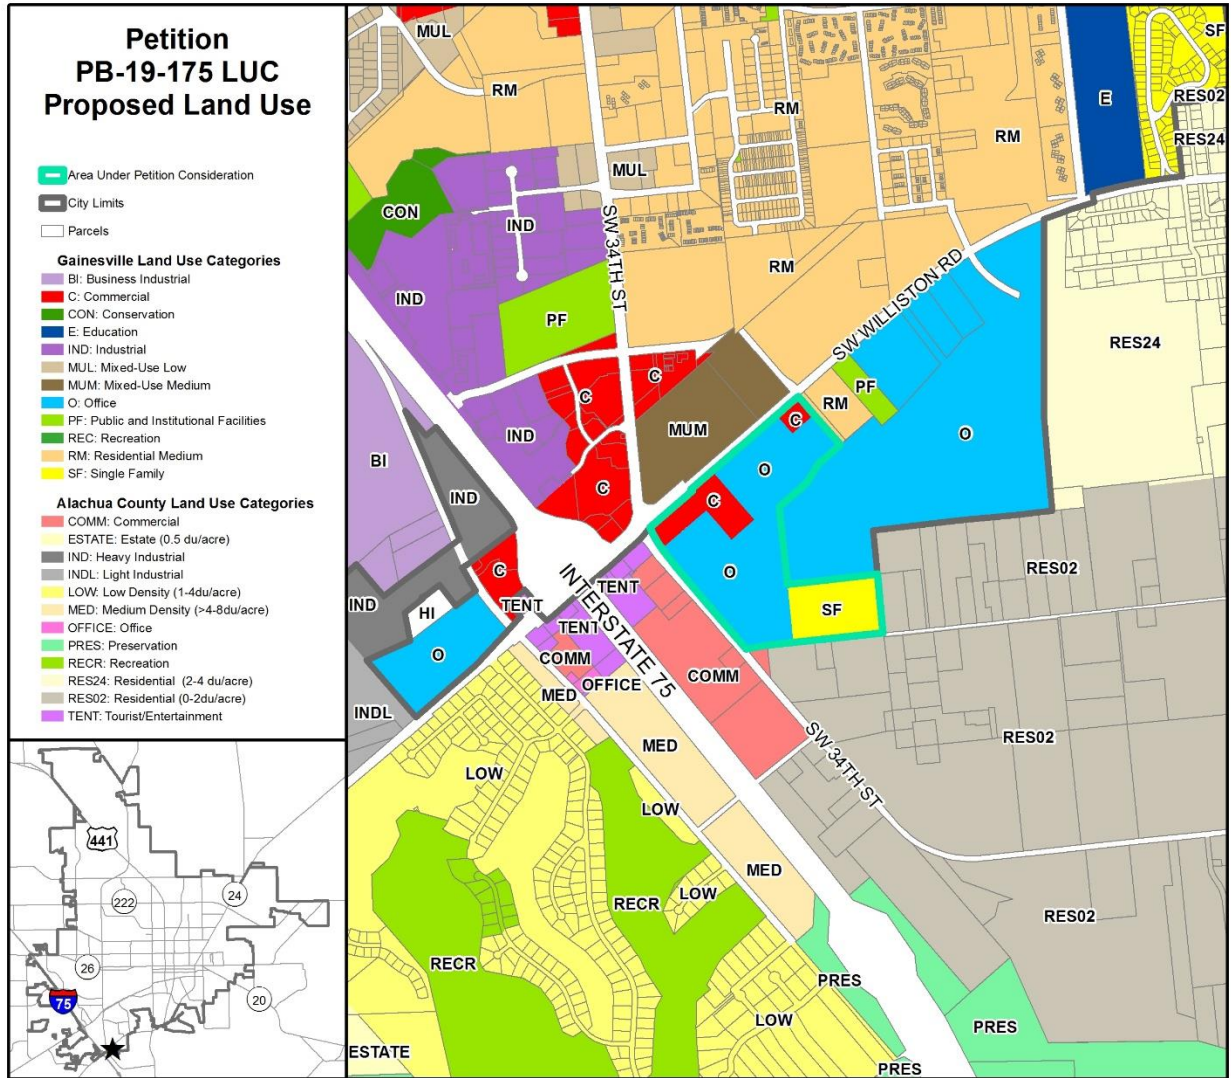 Petition
PB-19-175 LUC
Proposed Land Use
Area Under Petition Consideration
City Limits
Parcels
Gainesville Land Use Categories
BI: Business Industrial
C: Commercial
CON: Conservation
E: Education
IND: Industrial
MUL: Mixed-Use Low
MUM: Mixed-Use Medium
O: Office
PF: Public and Institutional Facilities
REC: Recreation
RM: Residential Medium
SF: Single Family
Alachua County Land Use Categories
COMM: Commercial
ESTATE: Estate (0.5 du/acre)
IND: Heavy Industrial
INDL: Light Industrial
LOW: Low Density (1-4du/acre)
MED: Medium Density (>4-8du/acre)
OFFICE: Office
PRES: Preservation
RECR: Recreation
RES24: Residential (2-4 du/acre)
RES02: Residential (0-2du/acre)
TENT: Tourist/Entertainment
441
222
24
26
75
20
MUL
SF
RM
RM
E
RES02
RM
RES24
MUL
CON
IND
SW 34TH ST
RM
IND
SW WILLISTON RD
PF
RES24
C
PF
C
RM
C
MUM
IND
O
O
BI
C
IND
C
C
RES02
O
INTERSTATE 75
TENT
IND
HI
TENT
SF
TENT
O
COMM
COMM
OFFICE
MED
INDL
RES02
MED
SW 34TH ST
LOW
LOW
MED
LOW
RECR
RES02
RECR
PRES
LOW
PRES
ESTATE
PRES